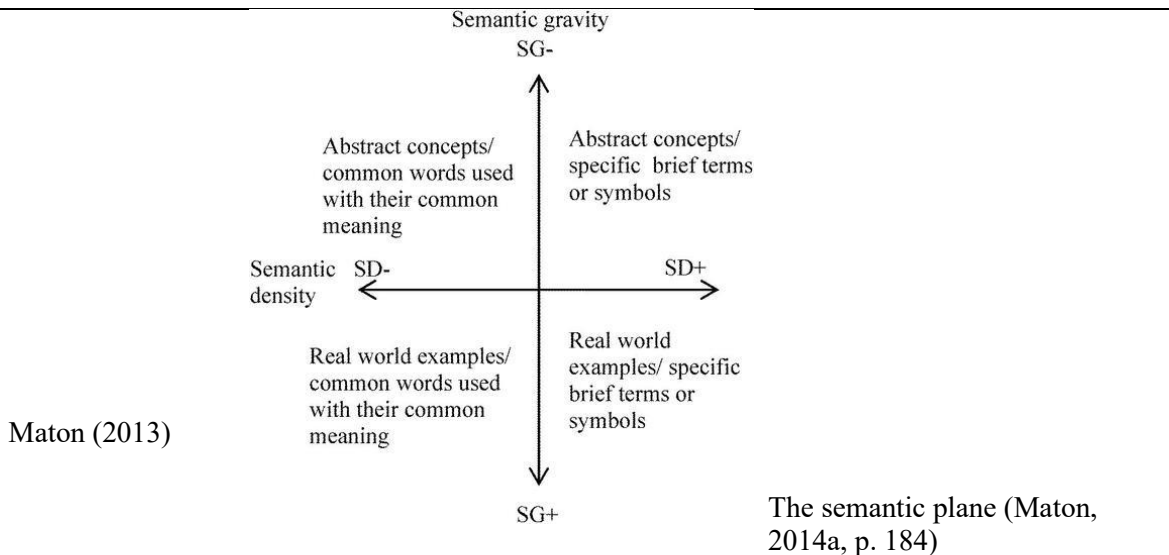 Semantic gravity
SG-
Abstract concepts/
common words used
with their common
meaning
Abstract concepts/
specific brief terms
or symbols
Semantic SD-
density
SD+
Real world examples/
common words used
with their common
meaning
Real world
examples/ specific
brief terms or
symbols
Maton (2013)
SG+
The semantic plane (Maton,
2014a, p. 184)